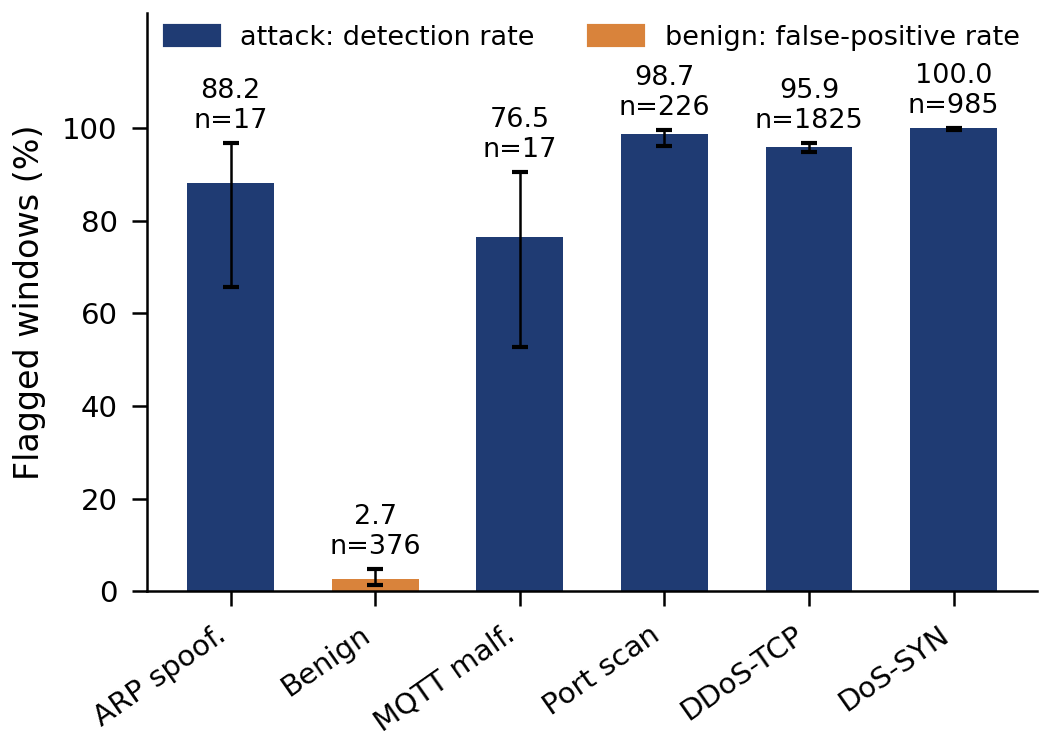 attack: detection rate
benign: false-positive rate
Flagged windows (%)
100
80
60
40
20
0
88.2
n=17
2.7
n=376
76.5
n=17
98.7
n=226
95.9
n=1825
100.0
n=985
ARP spoof.
Benign
MQTT malf.
Port scan
DDoS-TCP
DoS-SYN